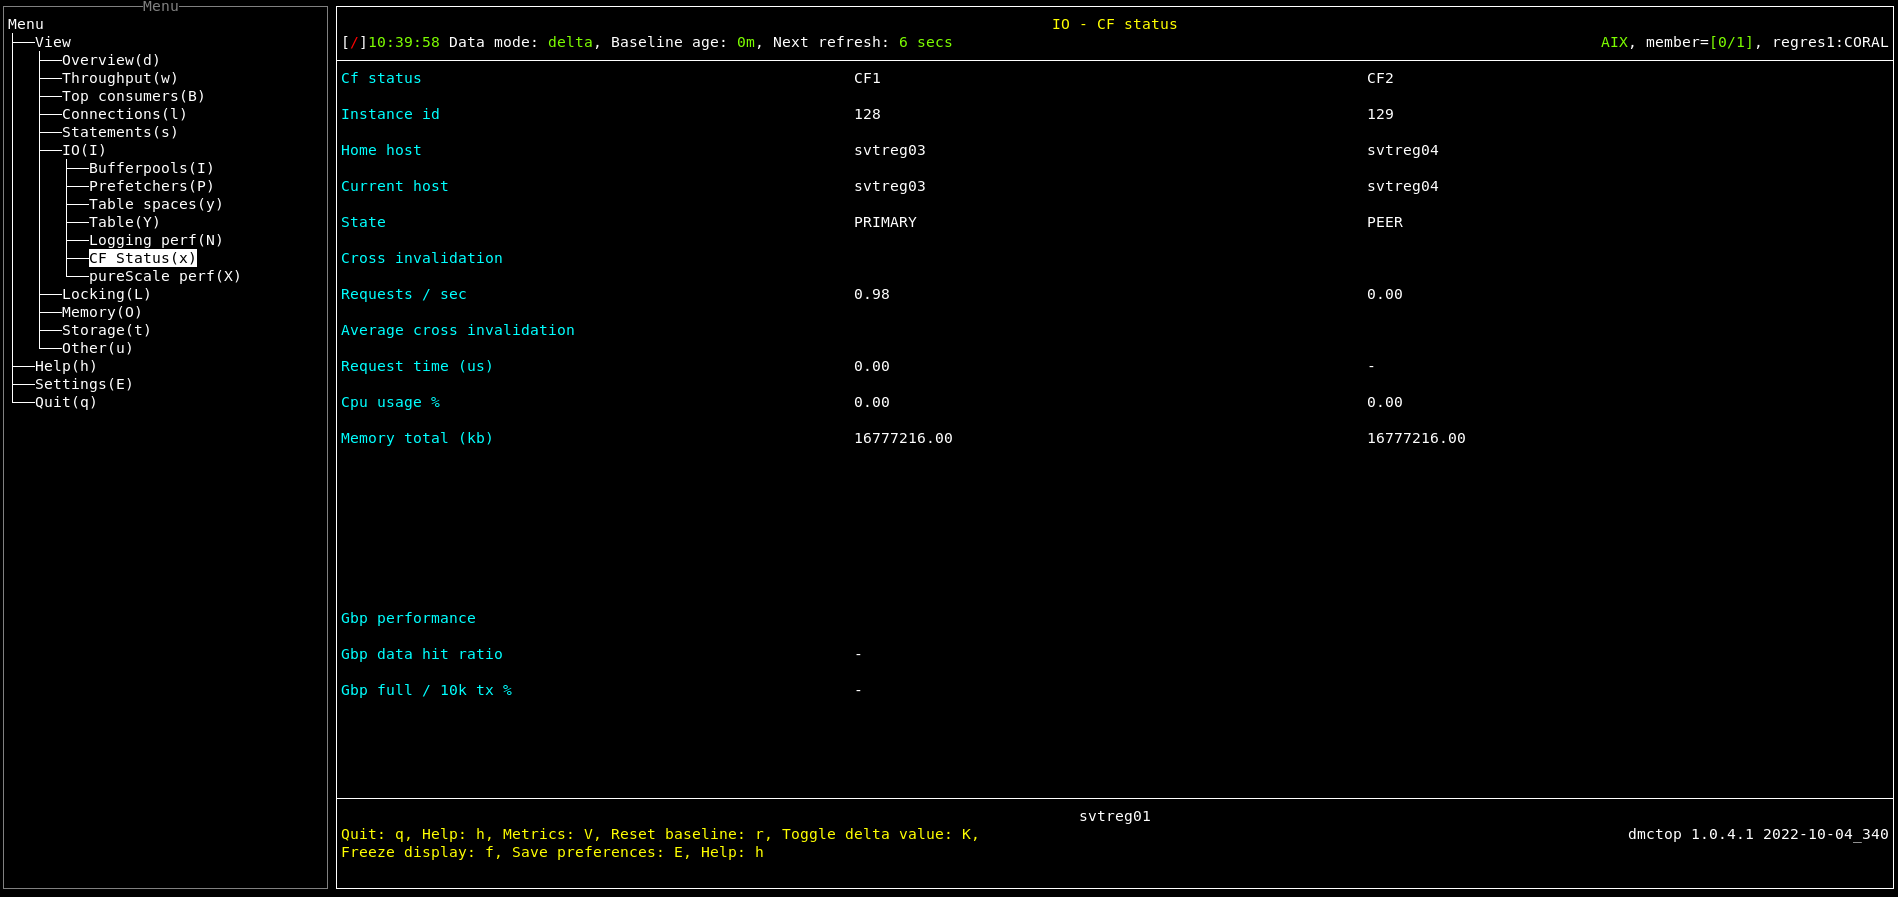 Menu
Menu
View
Overview(d)
Throughput(w)
Top consumers(B)
Connections(l)
Statements(s)
IO(I)
Bufferpools(I)
Prefetchers(P)
Table spaces(y)
Table(Y)
Logging perf(N)
CF Status(x)
pureScale perf(X)
Locking(L)
Memory(O)
Storage(t)
Other(u)
Help(h)
Settings(E)
Quit(q)
IO - CF status
[/]10:39:58 Data mode: delta, Baseline age: 0m, Next refresh: 6 secs AIX, member=[0/1], regres1:CORAL
Cf status CF1 CF2
Instance id 128 129
Home host svtreg03 svtreg04
Current host svtreg03 svtreg04
State PRIMARY PEER
Cross invalidation
Requests / sec 0.98 0.00
Average cross invalidation
Request time (us) 0.00 -
Cpu usage % 0.00 0.00
Memory total (kb) 16777216.00 16777216.00
Gbp performance
Gbp data hit ratio -
Gbp full / 10k tx % -
svtreg01
Quit: q, Help: h, Metrics: V, Reset baseline: r, Toggle delta value: K, dmctop 1.0.4.1 2022-10-04_340
Freeze display: f, Save preferences: E, Help: h